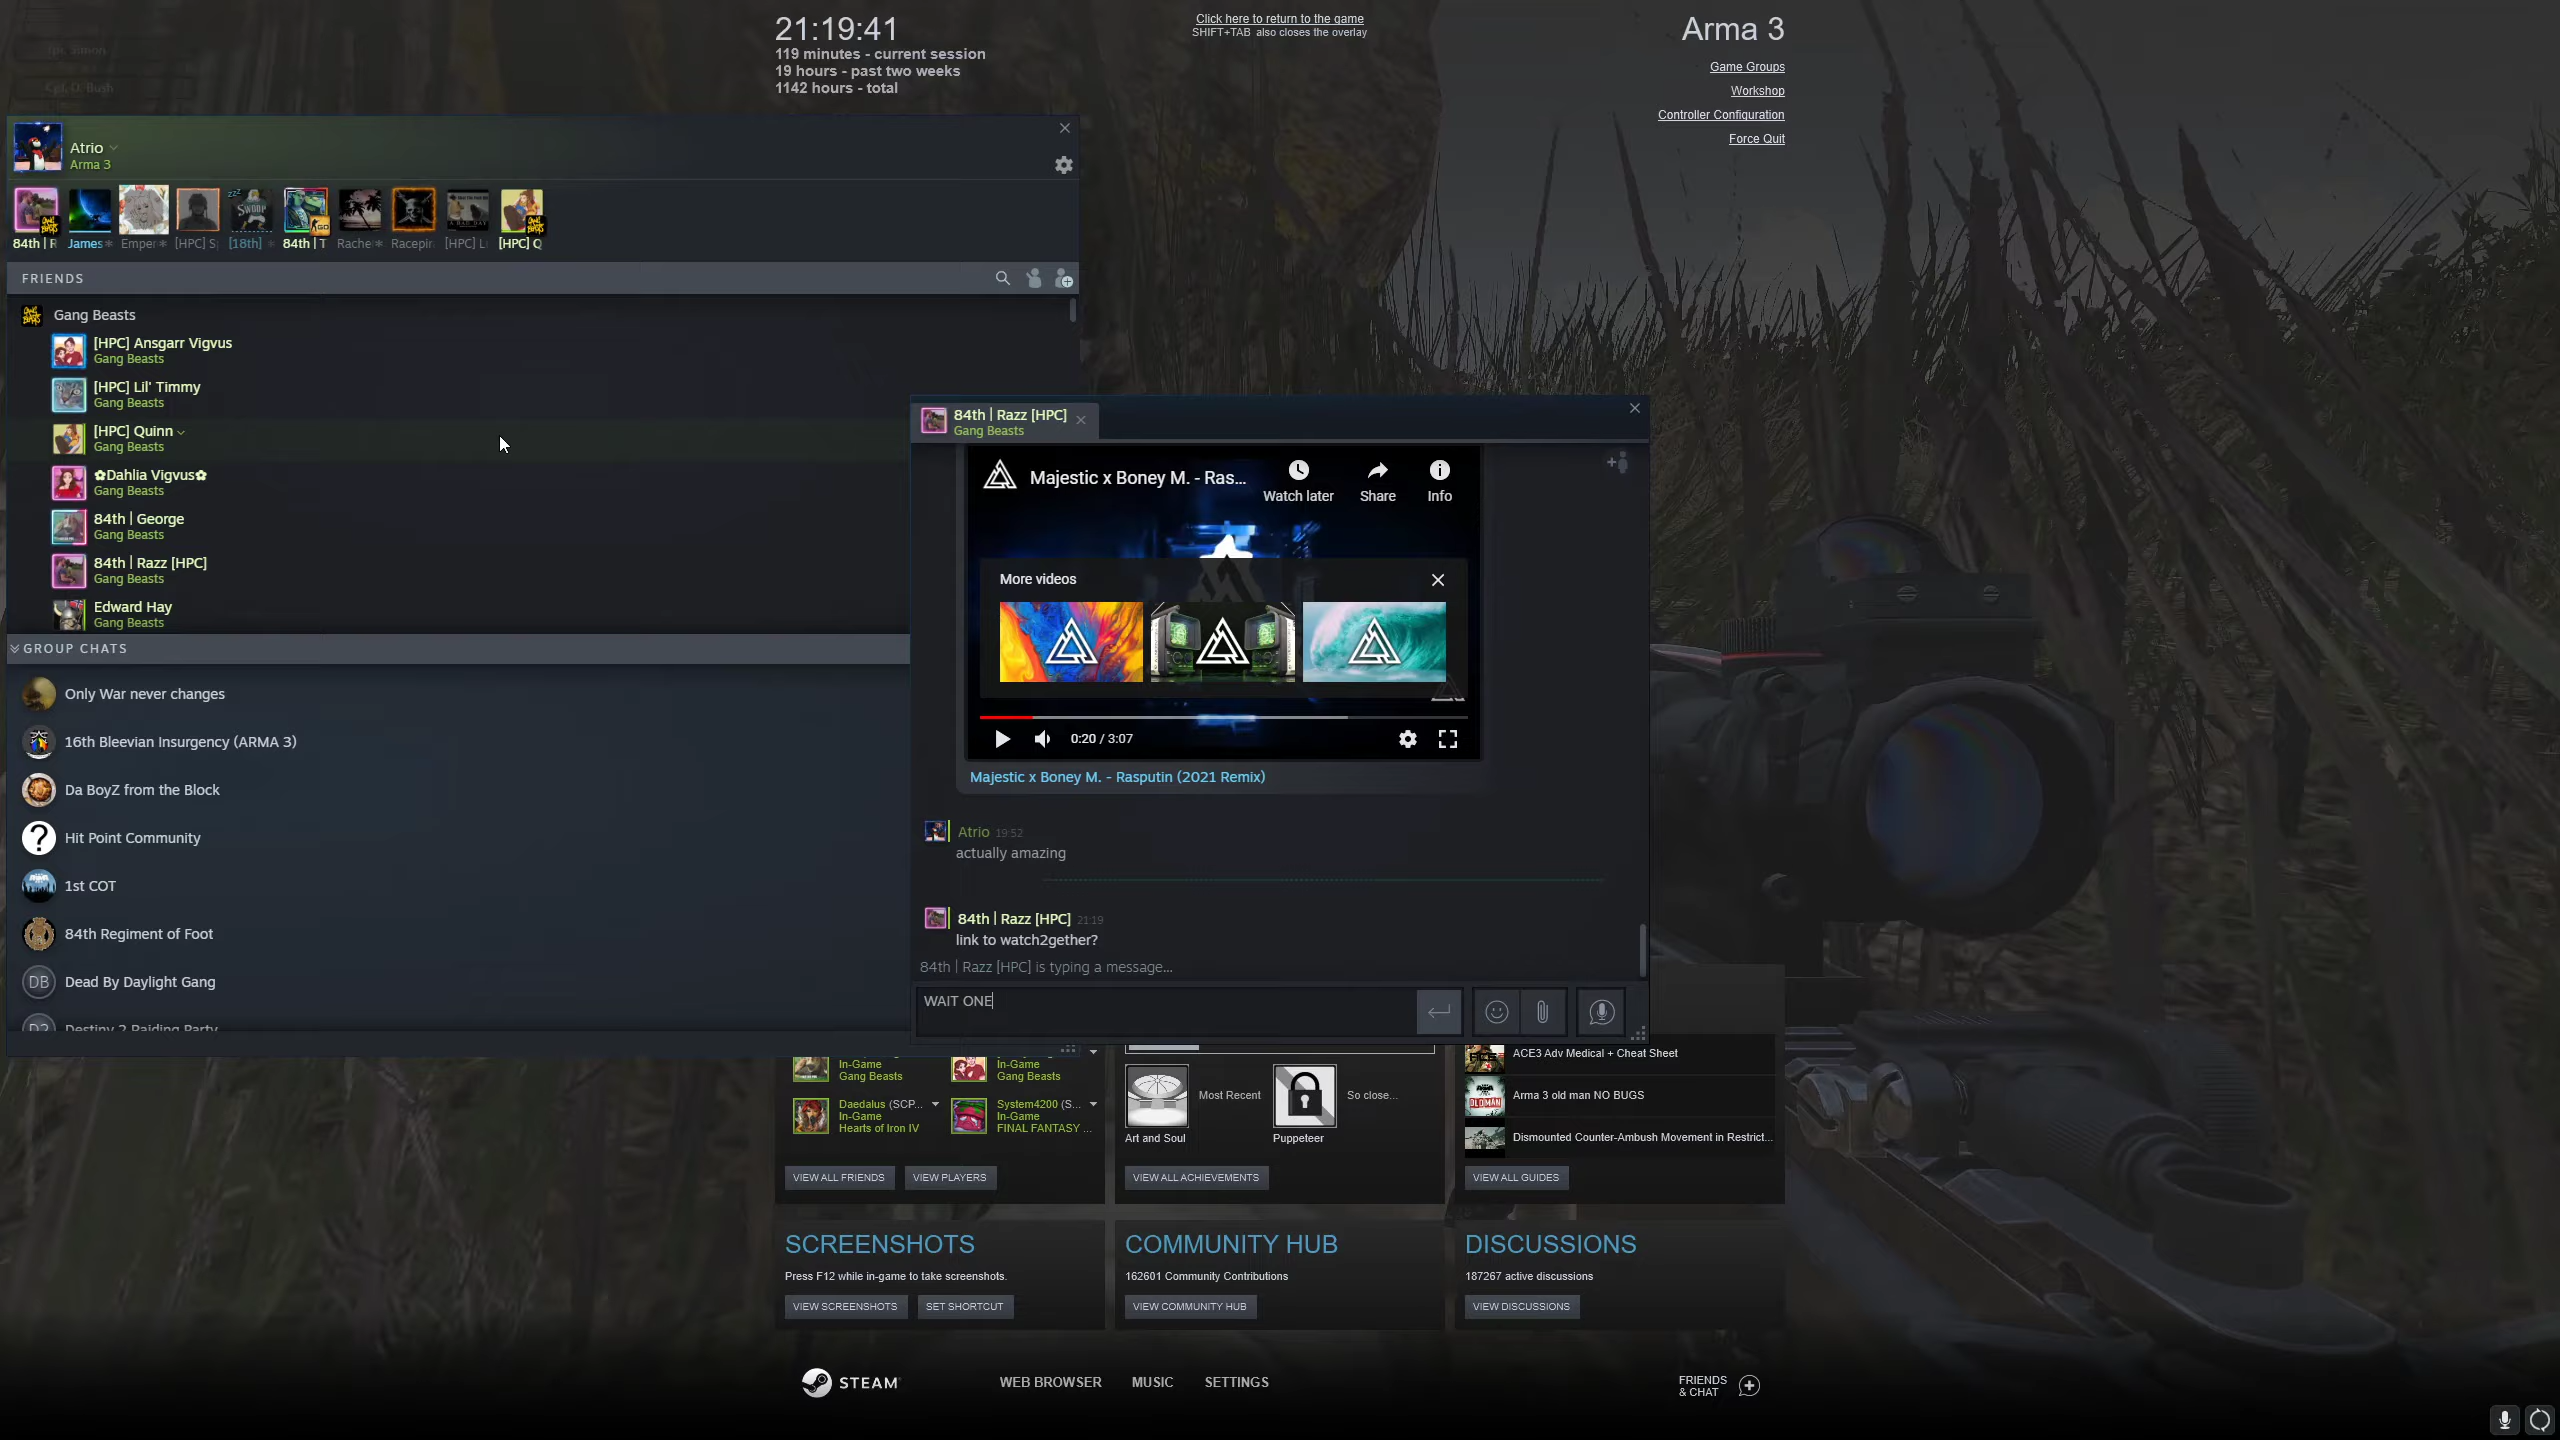 21:19:41
119 minutes - current session
19 hours - past two weeks
1142 hours - total
Click here to return to the game
SHIFT+TAB also closes the overlay
Arma 3
Game Groups
Workshop
Controller Configuration
Force Quit
Atrio
Arma 3
84th | R
James
Emper
[HPC] S
[18th]
84th | T
Rache
Racepir
[HPC] L
[HPC] Q
FRIENDS
Gang Beasts
[HPC] Ansgarr Vigvus
Gang Beasts
[HPC] Lil' Timmy
Gang Beasts
[HPC] Quinn
Gang Beasts
✿Dahlia Vigvus✿
Gang Beasts
84th | George
Gang Beasts
84th | Razz [HPC]
Gang Beasts
Edward Hay
Gang Beasts
GROUP CHATS
Only War never changes
16th Bleevian Insurgency (ARMA 3)
Da BoyZ from the Block
Hit Point Community
1st COT
84th Regiment of Foot
DB Dead By Daylight Gang
D2 Destiny 2 Raiding Party
84th | Razz [HPC]
Gang Beasts
Majestic x Boney M. - Ras...
Watch later
Share
Info
More videos
0:20 / 3:07
Majestic x Boney M. - Rasputin (2021 Remix)
Atrio 19:52
actually amazing
84th | Razz [HPC] 21:19
link to watch2gether?
84th | Razz [HPC] is typing a message...
WAIT ONE
In-Game
Gang Beasts
In-Game
Gang Beasts
Daedalus (SCP...
In-Game
Hearts of Iron IV
System4200 (S...
In-Game
FINAL FANTASY ...
VIEW ALL FRIENDS
VIEW PLAYERS
Most Recent
Art and Soul
So close...
Puppeteer
VIEW ALL ACHIEVEMENTS
ACE3 Adv Medical + Cheat Sheet
Arma 3 old man NO BUGS
Dismounted Counter-Ambush Movement in Restrict...
VIEW ALL GUIDES
SCREENSHOTS
Press F12 while in-game to take screenshots.
VIEW SCREENSHOTS
SET SHORTCUT
COMMUNITY HUB
162601 Community Contributions
VIEW COMMUNITY HUB
DISCUSSIONS
187267 active discussions
VIEW DISCUSSIONS
STEAM
WEB BROWSER
MUSIC
SETTINGS
FRIENDS
& CHAT